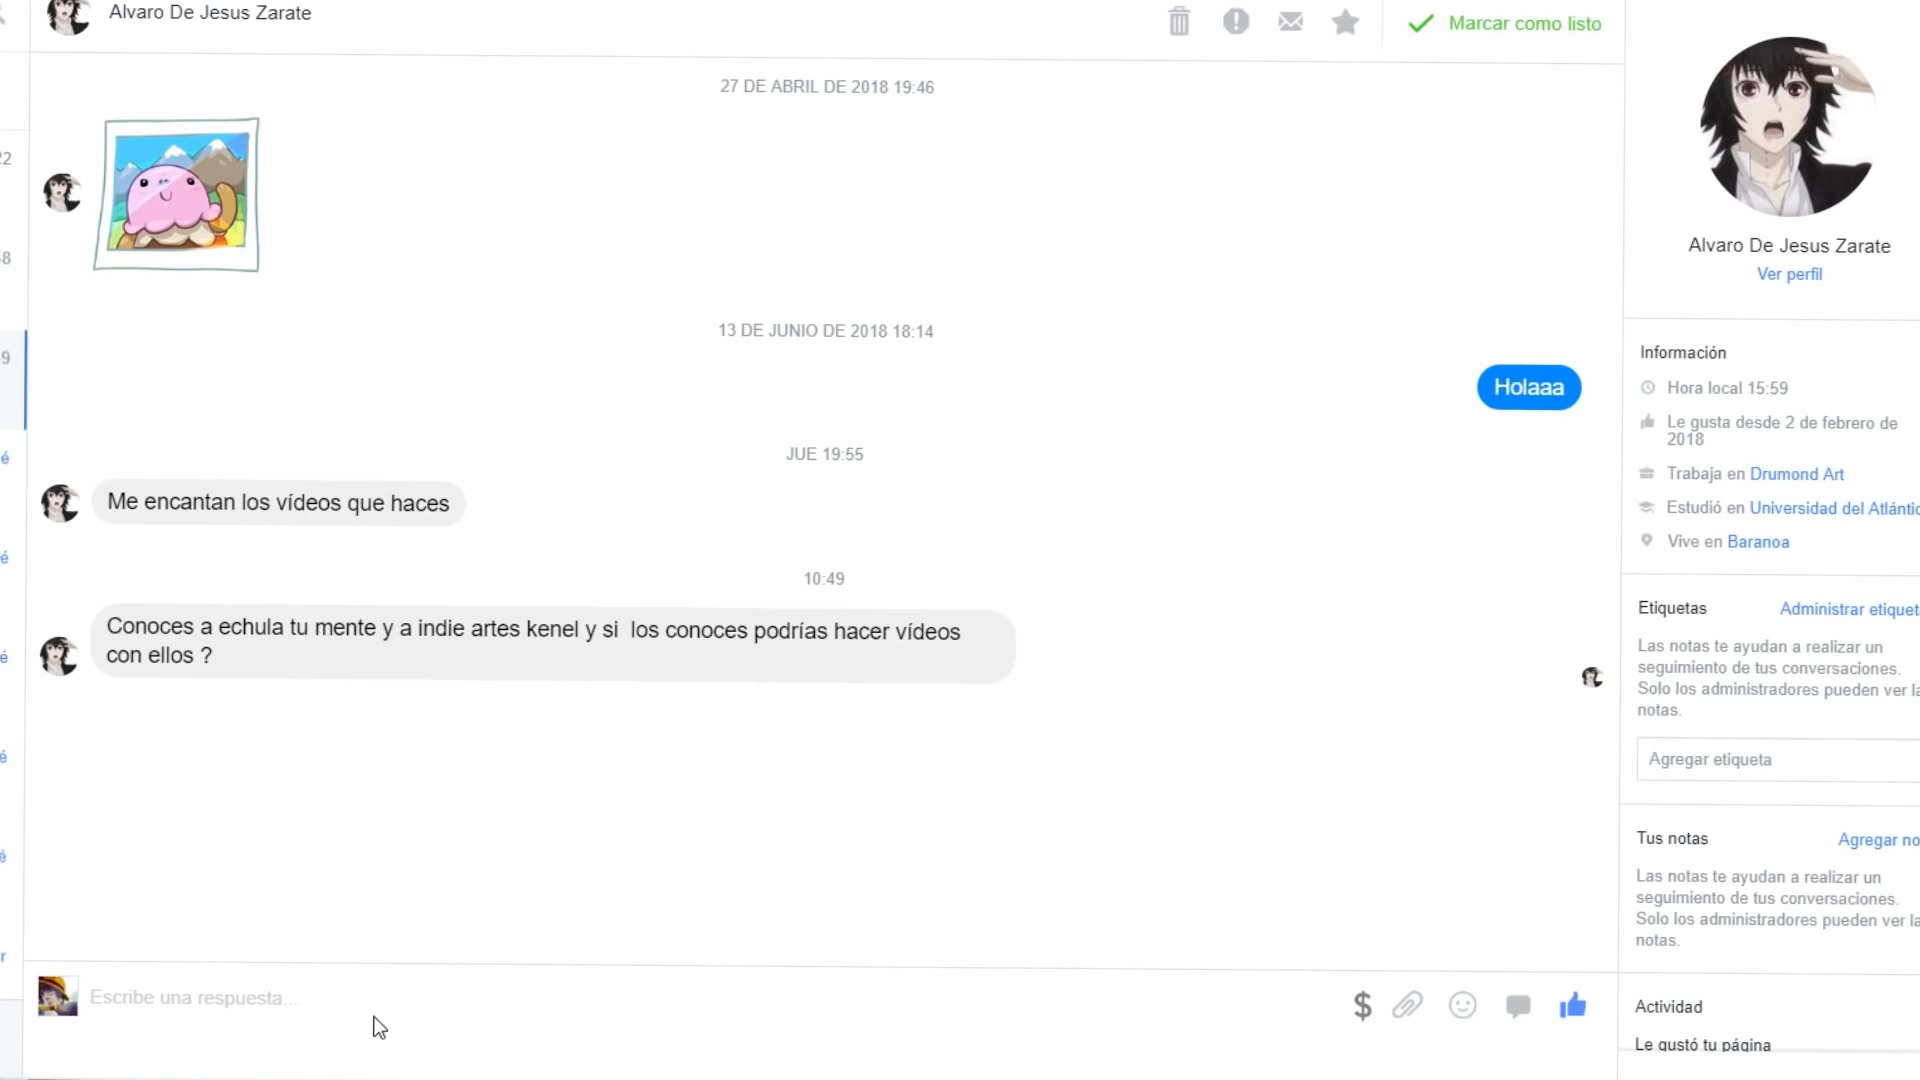 Alvaro De Jesus Zarate
Marcar como listo
27 DE ABRIL DE 2018 19:46
13 DE JUNIO DE 2018 18:14
Holaaa
JUE 19:55
Me encantan los vídeos que haces
10:49
Conoces a echula tu mente y a indie artes kenel y si los conoces podrías hacer vídeos
con ellos ?
Escribe una respuesta...
Alvaro De Jesus Zarate
Ver perfil
Información
Hora local 15:59
Le gusta desde 2 de febrero de
2018
Trabaja en Drumond Art
Estudió en Universidad del Atlántic
Vive en Baranoa
Etiquetas
Administrar etiquet
Las notas te ayudan a realizar un
seguimiento de tus conversaciones.
Solo los administradores pueden ver la
notas.
Agregar etiqueta
Tus notas
Agregar no
Las notas te ayudan a realizar un
seguimiento de tus conversaciones.
Solo los administradores pueden ver la
notas.
Actividad
Le gustó tu página